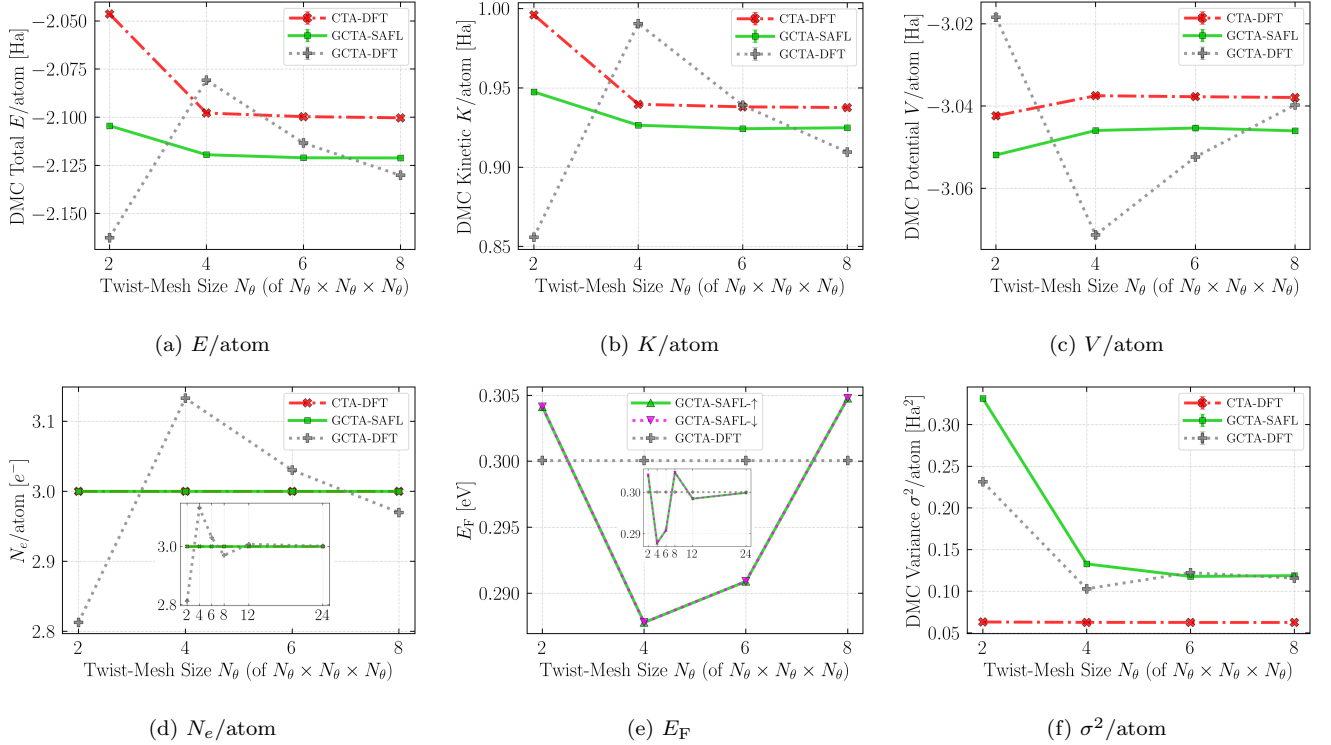 DMC Total E/atom [Ha]
−2.050
−2.075
−2.100
−2.125
−2.150
2 4 6 8
Twist-Mesh Size N_θ (of N_θ × N_θ × N_θ)
CTA-DFT
GCTA-SAFL
GCTA-DFT
(a) E/atom
DMC Kinetic K/atom [Ha]
1.00
0.95
0.90
0.85
2 4 6 8
Twist-Mesh Size N_θ (of N_θ × N_θ × N_θ)
CTA-DFT
GCTA-SAFL
GCTA-DFT
(b) K/atom
DMC Potential V/atom [Ha]
−3.02
−3.04
−3.06
2 4 6 8
Twist-Mesh Size N_θ (of N_θ × N_θ × N_θ)
CTA-DFT
GCTA-SAFL
GCTA-DFT
(c) V/atom
N_e/atom [e⁻]
3.1
3.0
2.9
2.8
2 4 6 8
Twist-Mesh Size N_θ (of N_θ × N_θ × N_θ)
CTA-DFT
GCTA-SAFL
GCTA-DFT
3.0
2.8
2 4 6 8 12 24
(d) N_e/atom
E_F [eV]
0.305
0.300
0.295
0.290
2 4 6 8
Twist-Mesh Size N_θ (of N_θ × N_θ × N_θ)
GCTA-SAFL-↑
GCTA-SAFL-↓
GCTA-DFT
0.30
0.29
2 4 6 8 12 24
(e) E_F
DMC Variance σ²/atom [Ha²]
0.30
0.25
0.20
0.15
0.10
0.05
2 4 6 8
Twist-Mesh Size N_θ (of N_θ × N_θ × N_θ)
CTA-DFT
GCTA-SAFL
GCTA-DFT
(f) σ²/atom